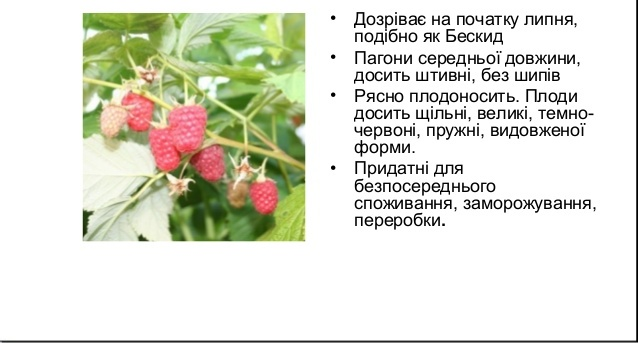 • Дозріває на початку липня,
подібно як Бескид
• Пагони середньої довжини,
досить штивні, без шипів
• Рясно плодоносить. Плоди
досить щільні, великі, темно-
червоні, пружні, видовженої
форми.
• Придатні для
безпосереднього
споживання, заморожування,
переробки.